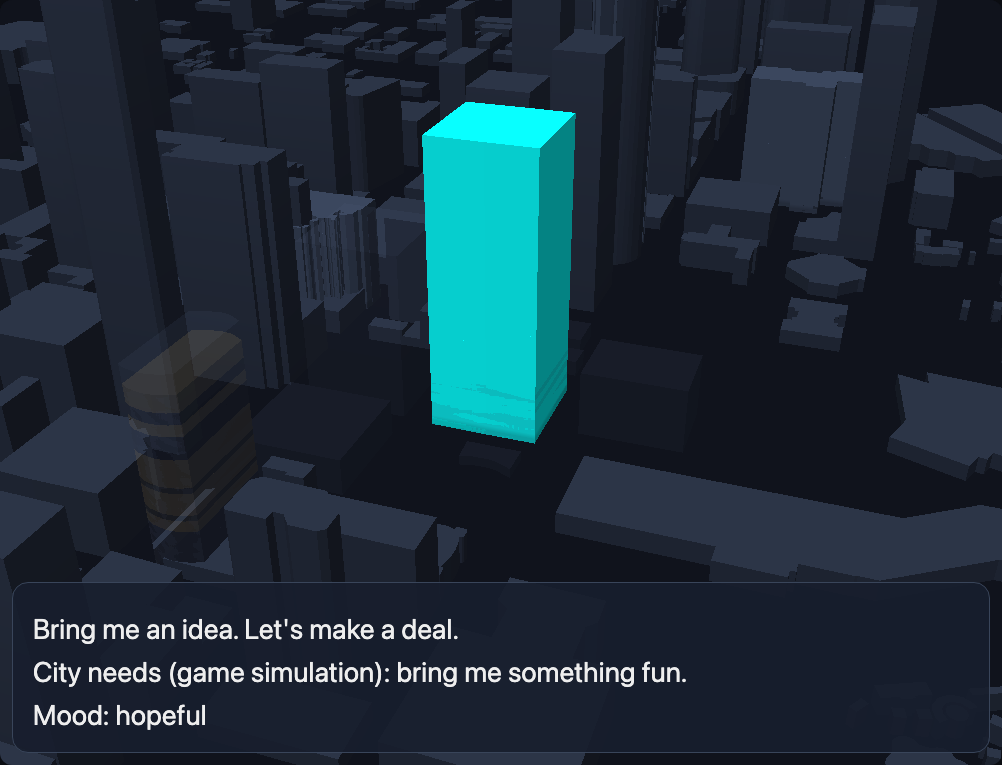 Bring me an idea. Let's make a deal.
City needs (game simulation): bring me something fun.
Mood: hopeful